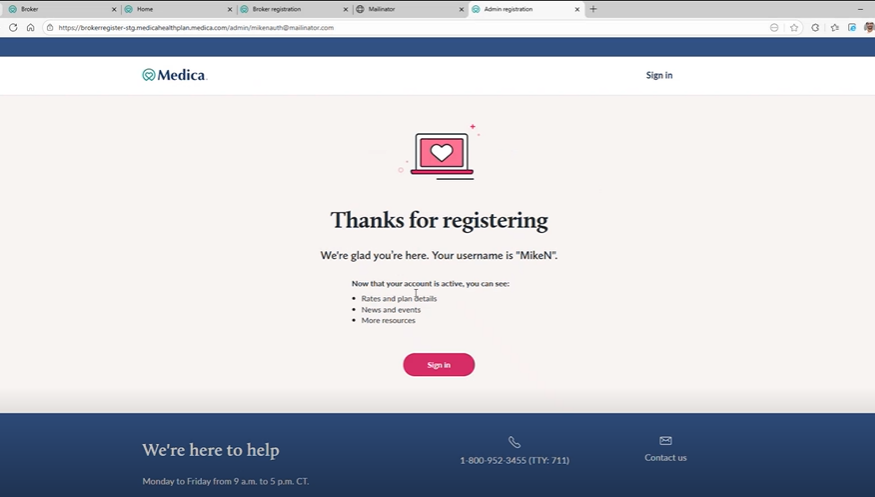 Broker
Home
Broker registration
Mailinator
Admin registration
https://brokerregister-stg.medicahealthplan.medica.com/admin/mikenauth@mailinator.com
Medica.
Sign in
Thanks for registering
We're glad you're here. Your username is "MikeN".
Now that your account is active, you can see:
• Rates and plan details
• News and events
• More resources
Sign in
We're here to help
1-800-952-3455 (TTY: 711)
Contact us
Monday to Friday from 9 a.m. to 5 p.m. CT.